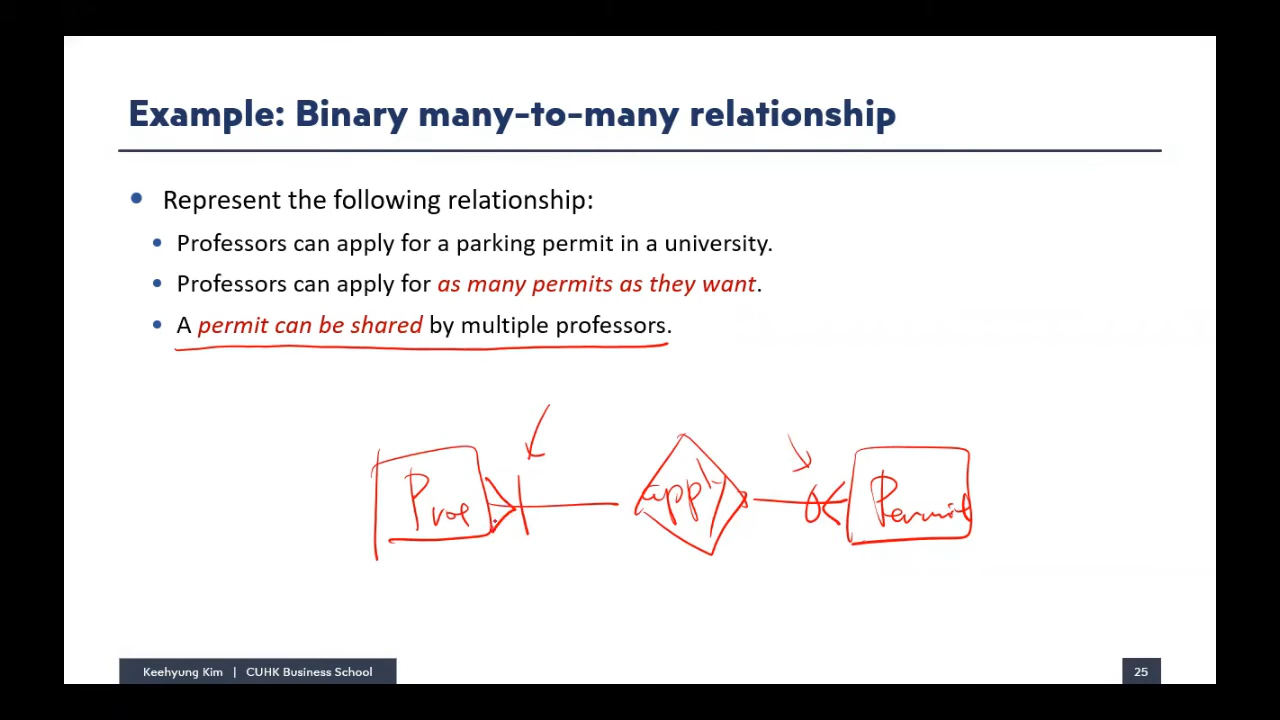 Example: Binary many-to-many relationship
Represent the following relationship:
Professors can apply for a parking permit in a university.
Professors can apply for as many permits as they want.
A permit can be shared by multiple professors.
Prof apply Permit
Keehyung Kim | CUHK Business School 25